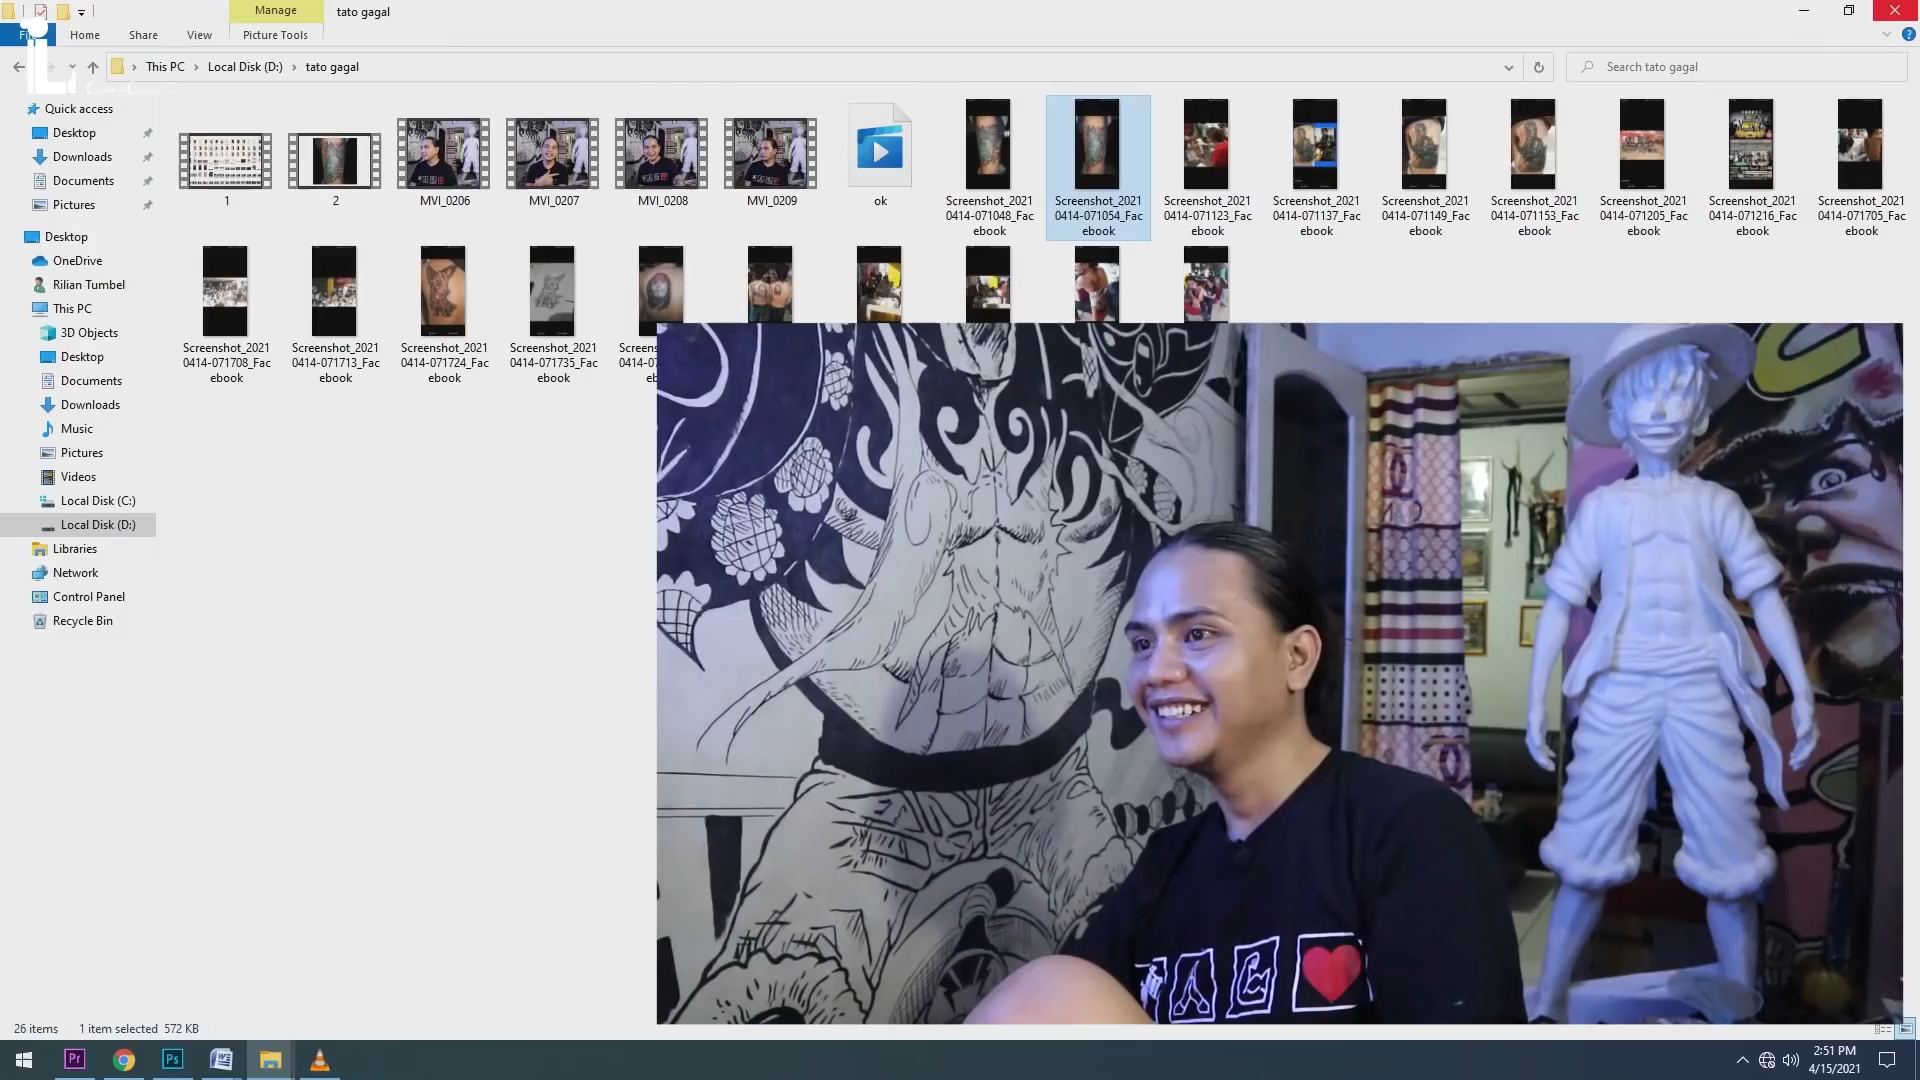 Manage
tato gagal
File
Home
Share
View
Picture Tools
This PC
Local Disk (D:)
tato gagal
Search tato gagal
Quick access
Desktop
Downloads
Documents
Pictures
Desktop
OneDrive
Rilian Tumbel
This PC
3D Objects
Desktop
Documents
Downloads
Music
Pictures
Videos
Local Disk (C:)
Local Disk (D:)
Libraries
Network
Control Panel
Recycle Bin
1
2
MVI_0206
MVI_0207
MVI_0208
MVI_0209
ok
Screenshot_2021
0414-071048_Fac
ebook
Screenshot_2021
0414-071054_Fac
ebook
Screenshot_2021
0414-071123_Fac
ebook
Screenshot_2021
0414-071137_Fac
ebook
Screenshot_2021
0414-071149_Fac
ebook
Screenshot_2021
0414-071153_Fac
ebook
Screenshot_2021
0414-071205_Fac
ebook
Screenshot_2021
0414-071216_Fac
ebook
Screenshot_2021
0414-071705_Fac
ebook
Screenshot_2021
0414-071708_Fac
ebook
Screenshot_2021
0414-071713_Fac
ebook
Screenshot_2021
0414-071724_Fac
ebook
Screenshot_2021
0414-071735_Fac
ebook
26 items
1 item selected 572 KB
Pr
Ps
2:51 PM
4/15/2021